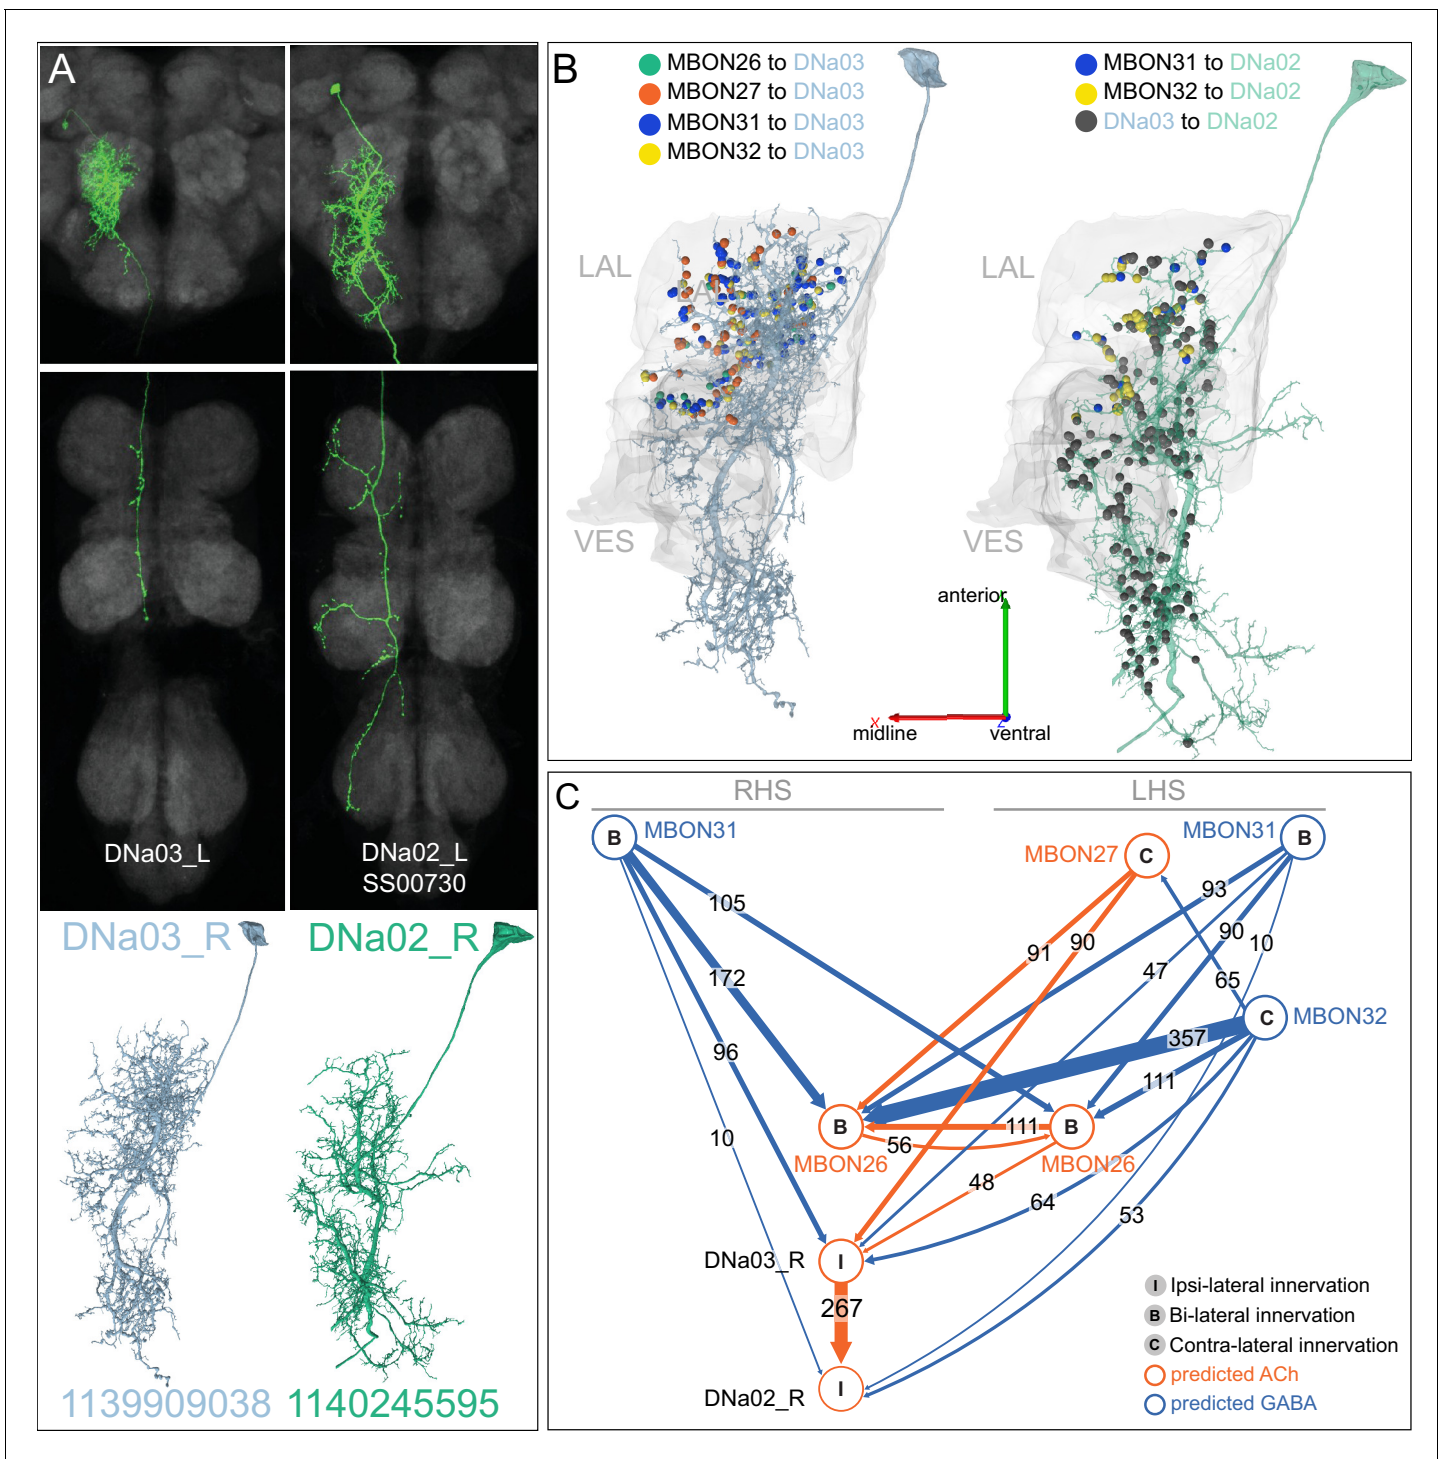 A
DNa03_L
DNa02_L
SS00730
DNa03_R
DNa02_R
1139909038
1140245595
B
MBON26 to DNa03
MBON27 to DNa03
MBON31 to DNa03
MBON32 to DNa03
MBON31 to DNa02
MBON32 to DNa02
DNa03 to DNa02
LAL
LAL
LAL
VES
VES
anterior
X
Z
midline
ventral
C
RHS
LHS
B
MBON31
MBON27
C
MBON31
B
105
93
91
90
90
10
172
47
65
C
MBON32
357
96
111
B
111
B
10
56
MBON26
MBON26
48
64
53
DNa03_R
I
267
DNa02_R
I
I Ipsi-lateral innervation
B Bi-lateral innervation
C Contra-lateral innervation
predicted ACh
predicted GABA